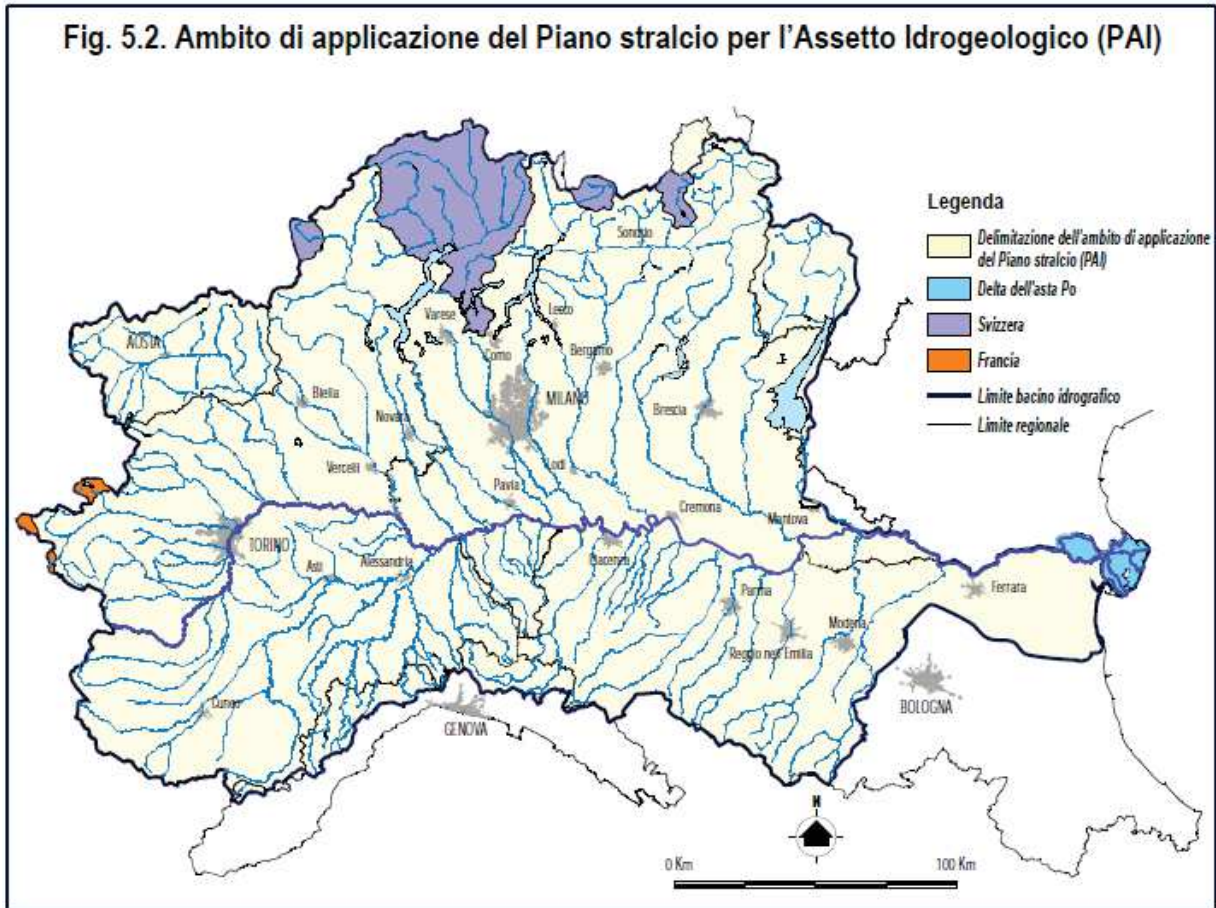 Fig. 5.2. Ambito di applicazione del Piano stralcio per l'Assetto Idrogeologico (PAI)
Legenda
Delimitazione dell'ambito di applicazione
del Piano stralcio (PAI)
Delta dell'asta Po
Svizzera
Francia
Limite bacino idrografico
Limite regionale
Sondrio
AOSTA
Varese
Lecco
Como
Bergamo
Biella
MILANO
Novara
Brescia
Vercelli
Lodi
Pavia
Cremona
Mantova
TORINO
Asti
Alessandria
Piacenza
Ferrara
Parma
Modena
Reggio nell'Emilia
Cuneo
BOLOGNA
GENOVA
N
0 Km
100 Km